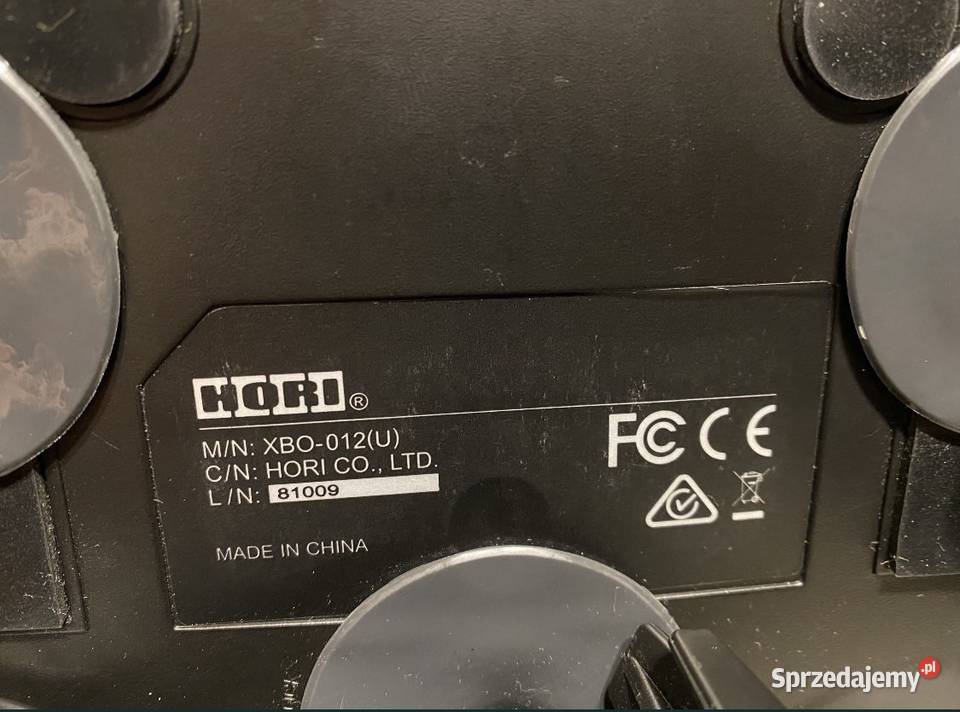 HORI®
M/N: XBO-012(U)
C/N: HORI CO., LTD.
L/N: 81009
FC CE
MADE IN CHINA
Sprzedajemy.pl